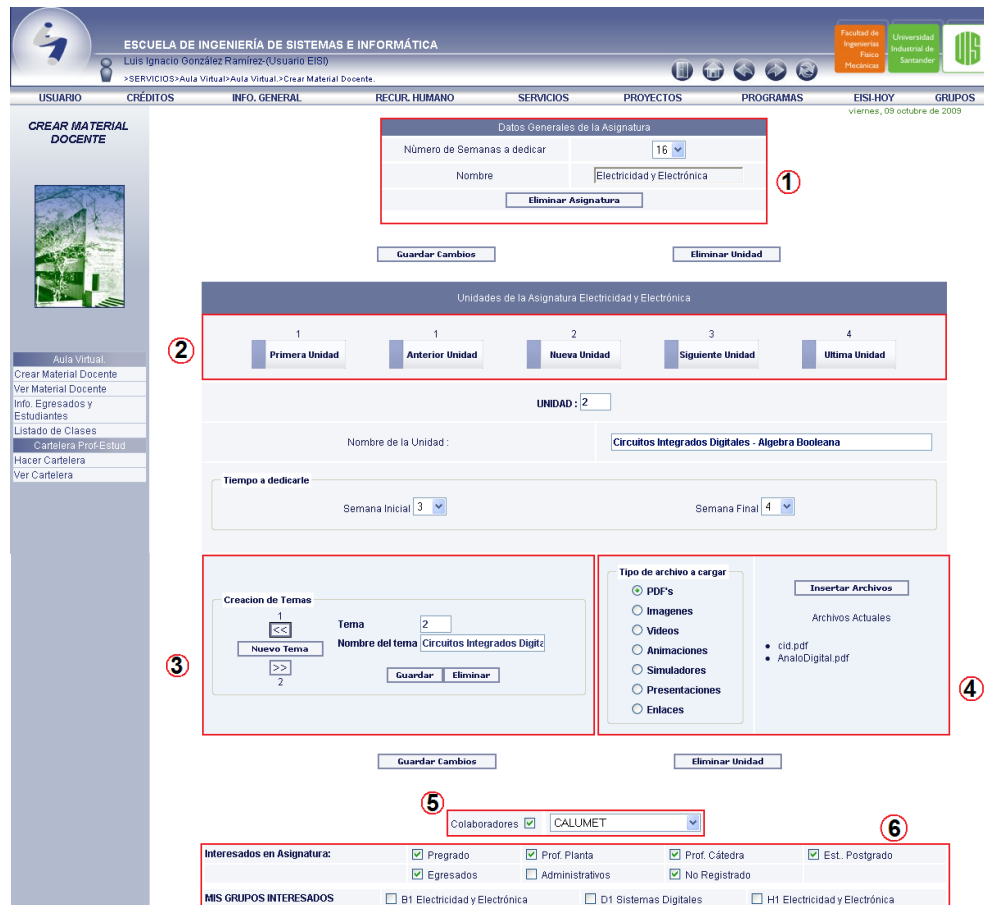 ESCUELA DE INGENIERÍA DE SISTEMAS E INFORMÁTICA
Luis Ignacio González Ramírez-(Usuario EISI)
>SERVICIOS>Aula Virtual>Aula Virtual.>Crear Material Docente.
Facultad de Ingenierías Físico Mecánicas
Universidad Industrial de Santander
UIS
USUARIO CRÉDITOS INFO. GENERAL RECUR. HUMANO SERVICIOS PROYECTOS PROGRAMAS EISI-HOY GRUPOS
viernes, 09 octubre de 2009
CREAR MATERIAL
DOCENTE
Datos Generales de la Asignatura
Nùmero de Semanas a dedicar 16
Nombre Electricidad y Electrónica
1
Eliminar Asignatura
Guardar Cambios Eliminar Unidad
Unidades de la Asignatura Electricidad y Electrónica
2
1 1 2 3 4
Primera Unidad Anterior Unidad Nueva Unidad Siguiente Unidad Ultima Unidad
Aula Virtual.
Crear Material Docente
Ver Material Docente
Info. Egresados y
Estudiantes
Listado de Clases
Cartelera Prof-Estud
Hacer Cartelera
Ver Cartelera
UNIDAD : 2
Nombre de la Unidad : Circuitos Integrados Digitales - Algebra Booleana
Tiempo a dedicarle
Semana Inicial 3 Semana Final 4
3
Creacion de Temas
1
<<
Nuevo Tema
>>
2
Tema 2
Nombre del tema Circuitos Integrados Digita
Guardar Eliminar
Tipo de archivo a cargar
PDF's
Imagenes
Videos
Animaciones
Simuladores
Presentaciones
Enlaces
Insertar Archivos
Archivos Actuales
• cid.pdf
• AnaloDigital.pdf
4
Guardar Cambios Eliminar Unidad
5
Colaboradores CALUMET
6
Interesados en Asignatura: Pregrado Prof. Planta Prof. Cátedra Est.. Postgrado
Egresados Administrativos No Registrado
MIS GRUPOS INTERESADOS B1 Electricidad y Electrónica D1 Sistemas Digitales H1 Electricidad y Electrónica